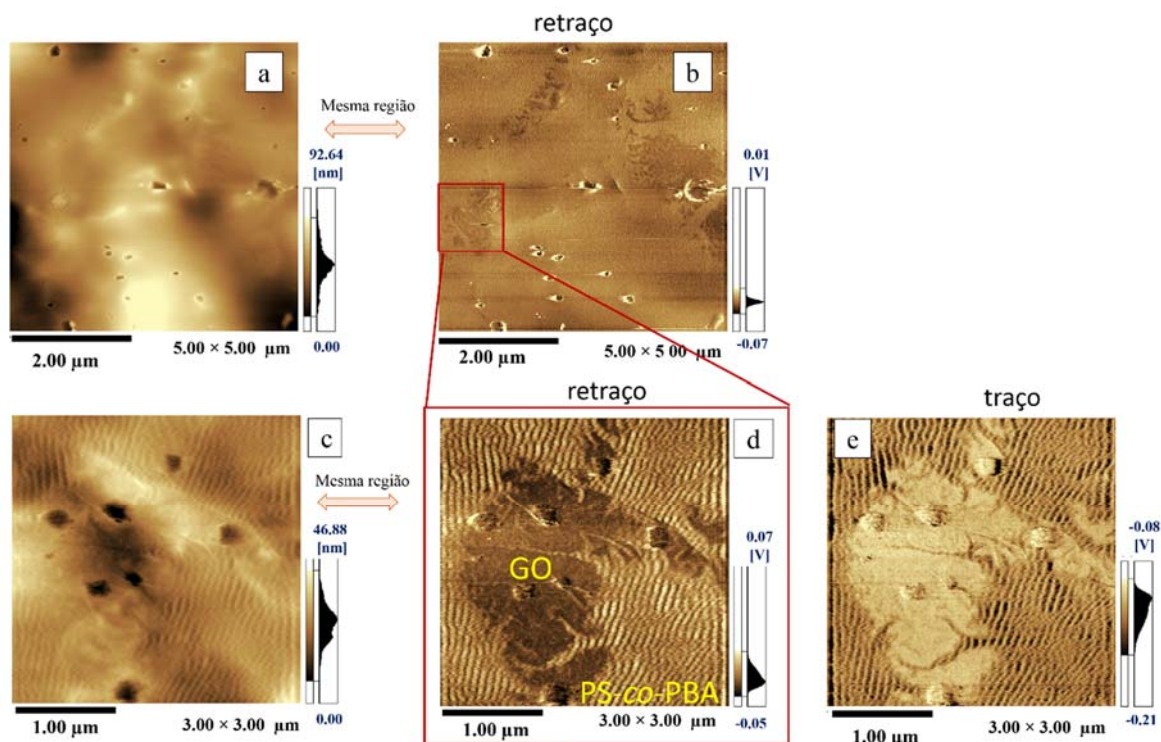 retraço
a
b
Mesma região
92.64
[nm]
0.00
0.01
[V]
-0.07
2.00 µm
5.00 × 5.00 µm
2.00 µm
5.00 × 5 00 µm
retraço
traço
c
d
e
Mesma região
46.88
[nm]
0.00
GO
PS-co-PBA
0.07
[V]
-0.05
-0.08
[V]
-0.21
1.00 µm
3.00 × 3.00 µm
1.00 µm
3.00 × 3.00 µm
1.00 µm
3.00 × 3.00 µm